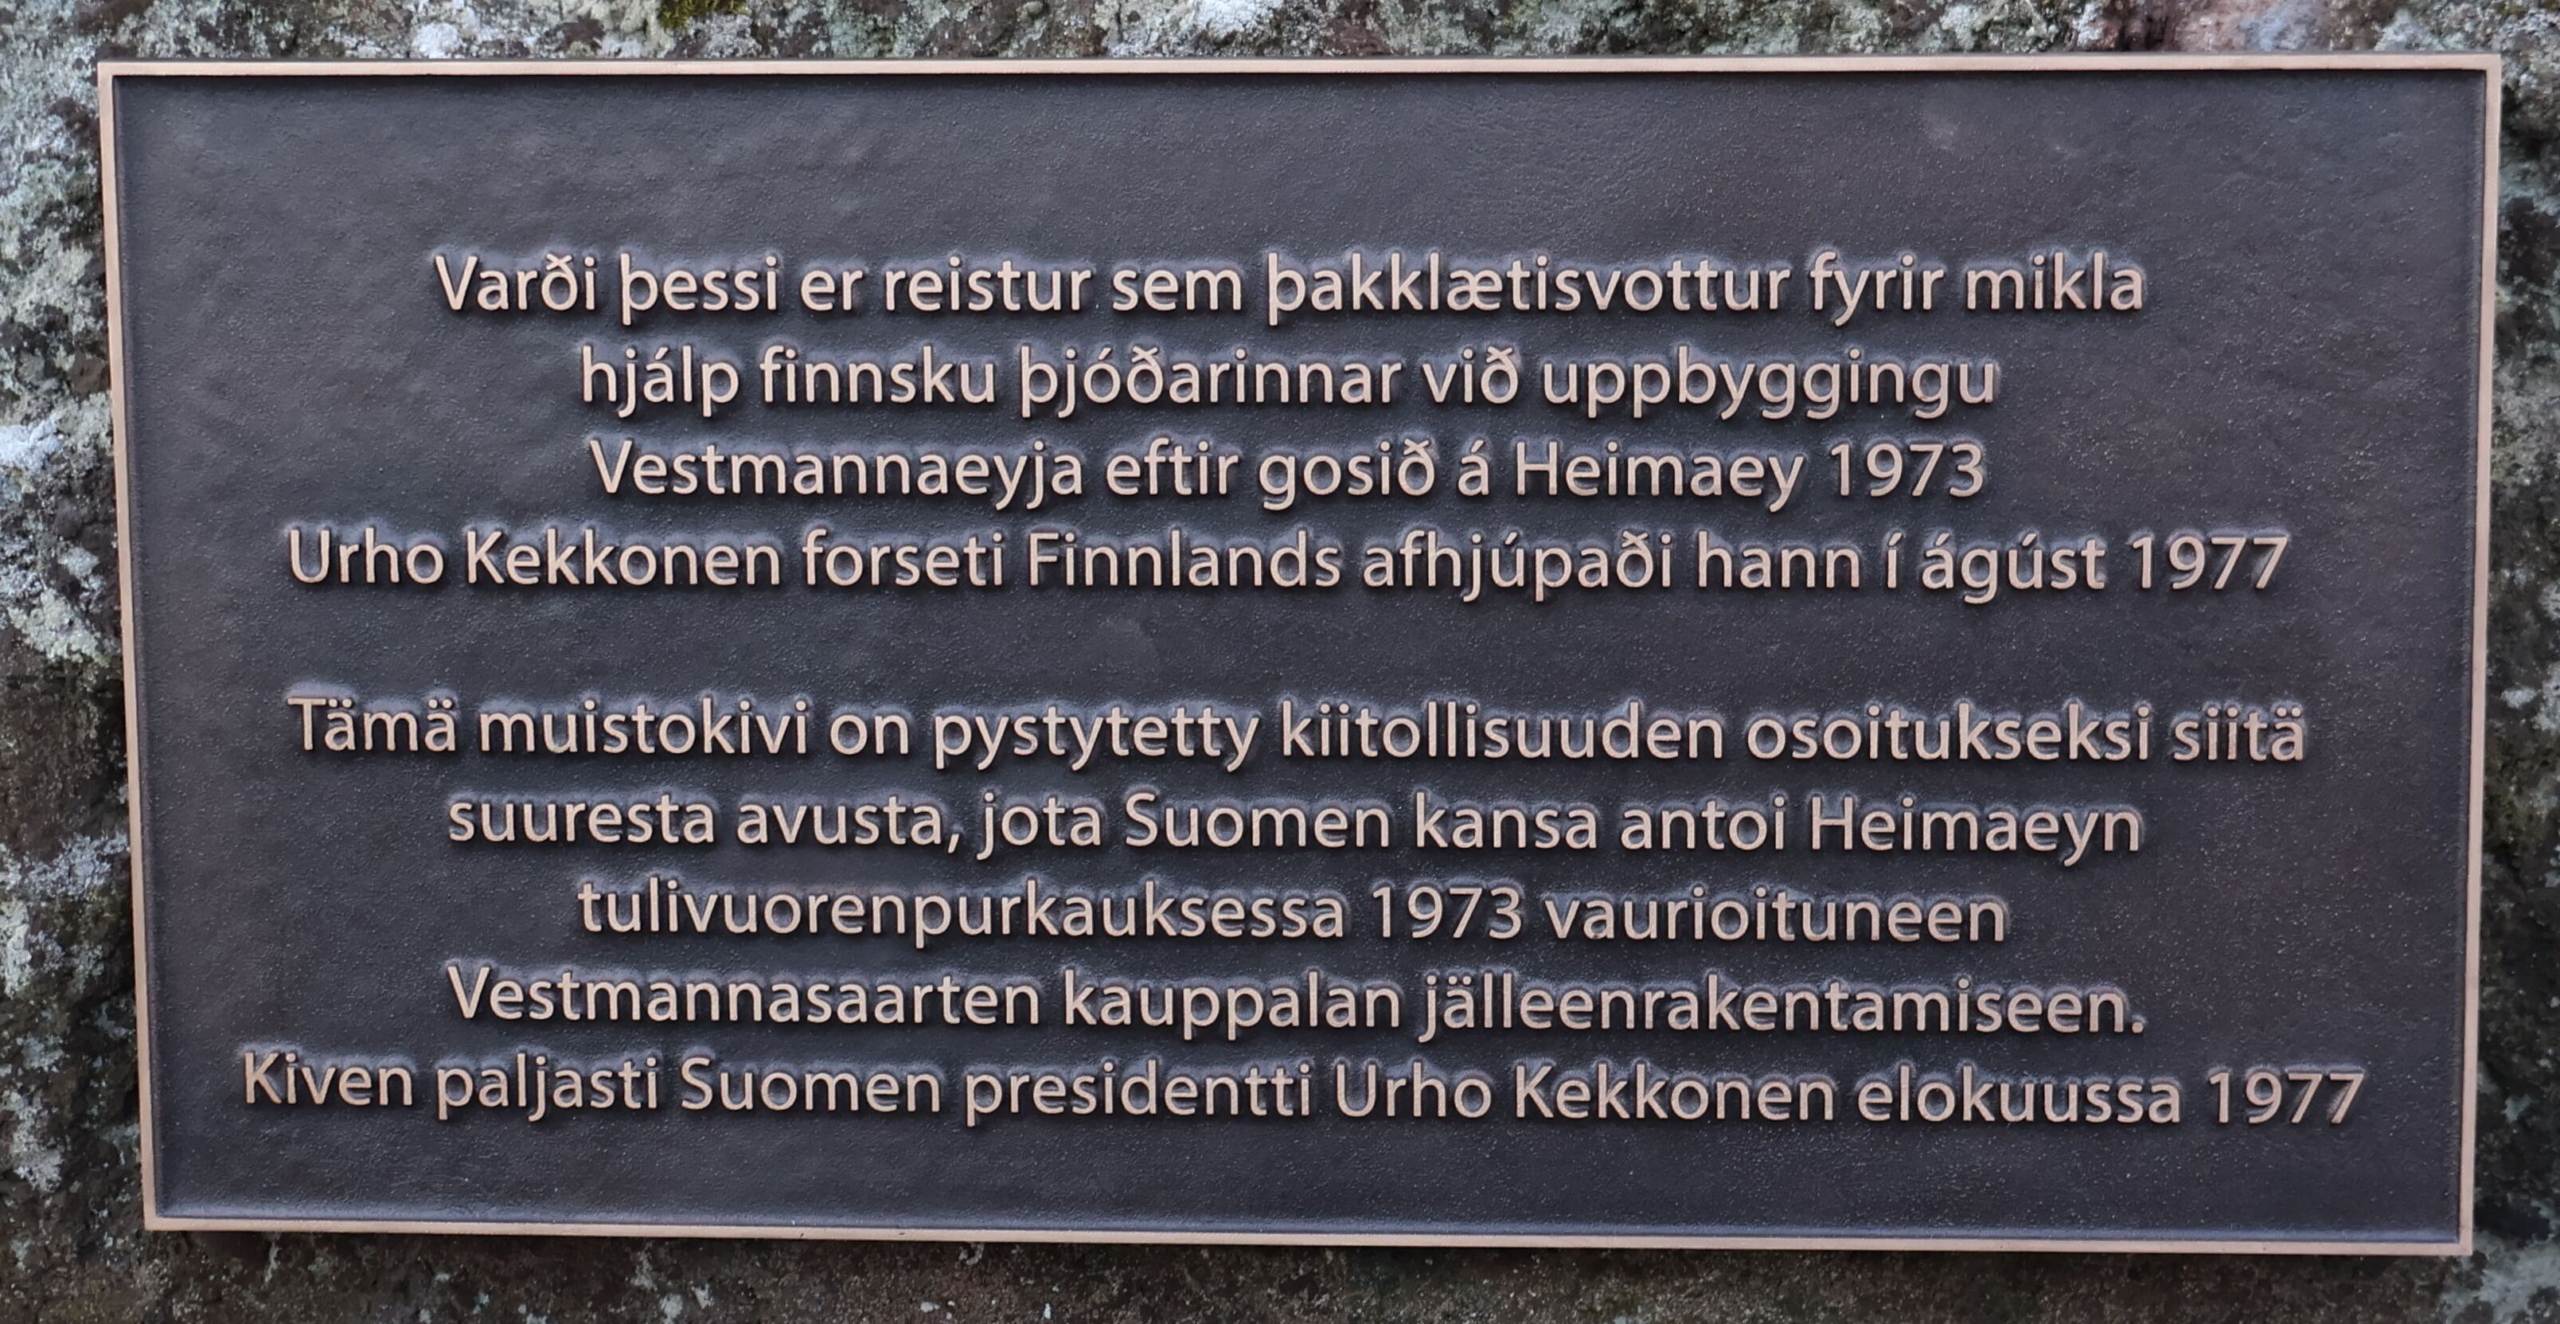 Varði þessi er reistur sem þakklætisvottur fyrir mikla
hjálp finnsku þjóðarinnar við uppbyggingu
Vestmannaeyja eftir gosið á Heimaey 1973
Urho Kekkonen forseti Finnlands afhjúpaði hann í ágúst 1977
Tämä muistokivi on pystytetty kiitollisuuden osoitukseksi siitä
suuresta avusta, jota Suomen kansa antoi Heimaeyn
tulivuorenpurkauksessa 1973 vaurioituneen
Vestmannasaarten kauppalan jälleenrakentamiseen.
Kiven paljasti Suomen presidentti Urho Kekkonen elokuussa 1977